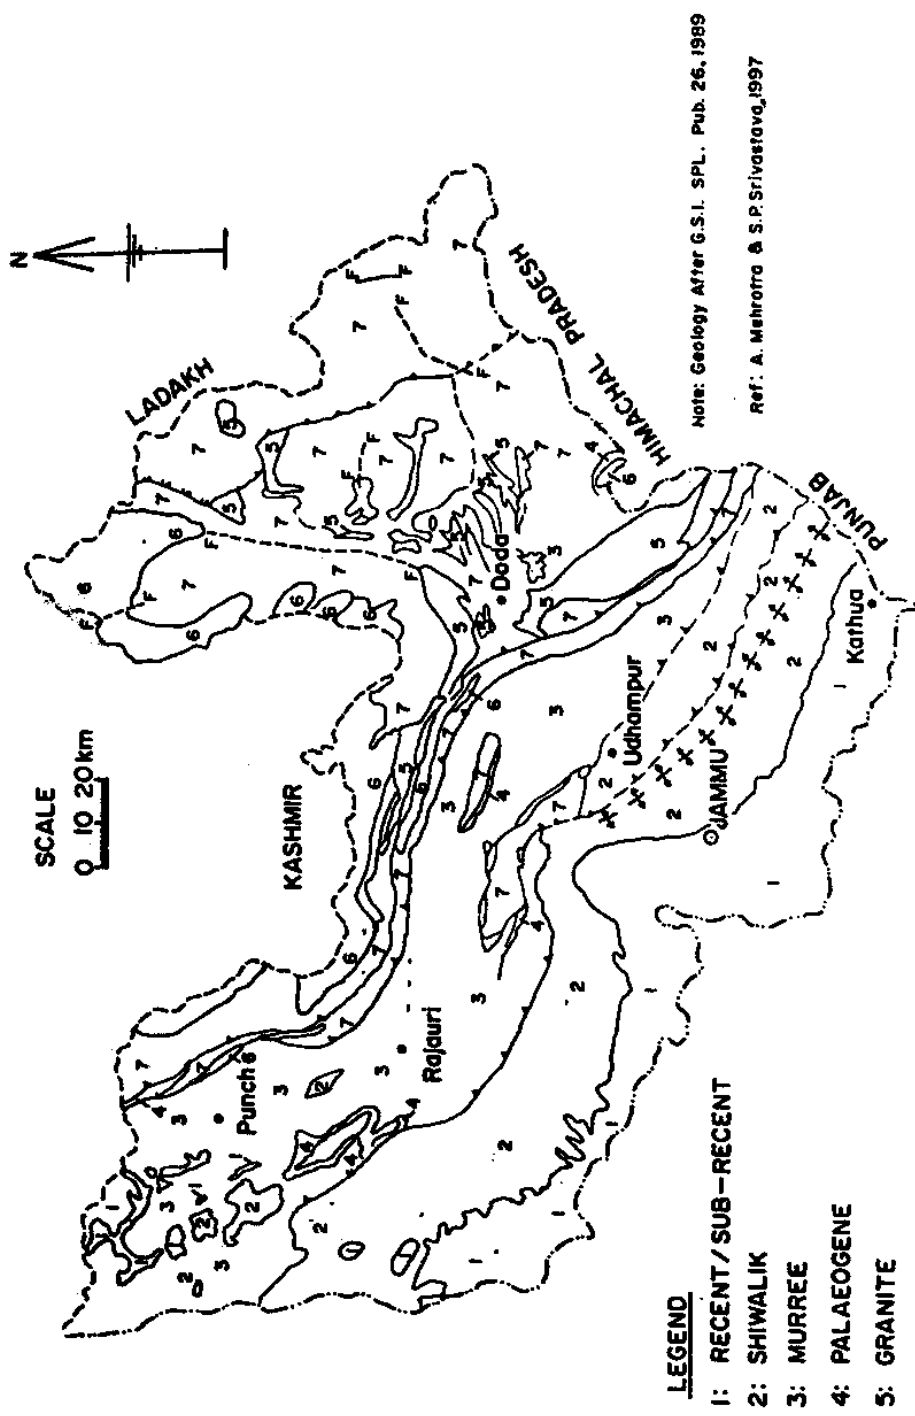 N
SCALE
0 10 20km
LADAKH
KASHMIR
HIMACHAL PRADESH
PUNJAB
Punch
Rajauri
Doda
Udhampur
JAMMU
Kathua
Note: Geology After G.S.I. SPL. Pub. 26, 1989
Ref: A. Mehrotra & S.P. Srivastava, 1997
LEGEND
1: RECENT/SUB-RECENT
2: SHIWALIK
3: MURREE
4: PALAEOGENE
5: GRANITE